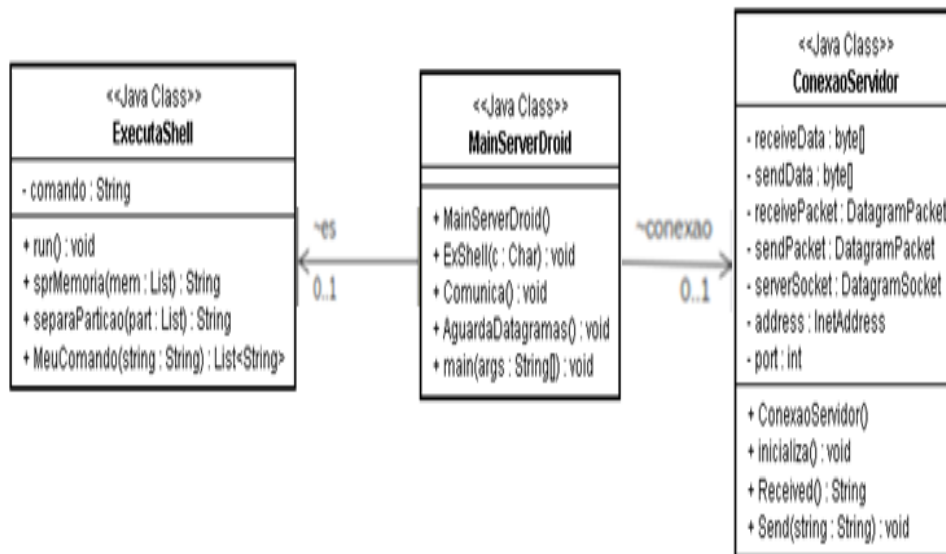 <<Java Class>>
ExecutaShell
- comando : String
+ run() : void
+ sprMemoria(mem : List) : String
+ separaParticao(part : List) : String
+ MeuComando(string : String) : List<String>
~es
0..1
<<Java Class>>
MainServerDroid
+ MainServerDroid()
+ ExShell(c : Char) : void
+ Comunica() : void
+ AguardaDatagramas() : void
+ main(args : String[]) : void
~conexao
0..1
<<Java Class>>
ConexaoServidor
- receiveData : byte[]
- sendData : byte[]
- receivePacket : DatagramPacket
- sendPacket : DatagramPacket
- serverSocket : DatagramSocket
- address : InetAddress
- port : int
+ ConexaoServidor()
+ inicializa() : void
+ Received() : String
+ Send(string : String) : void